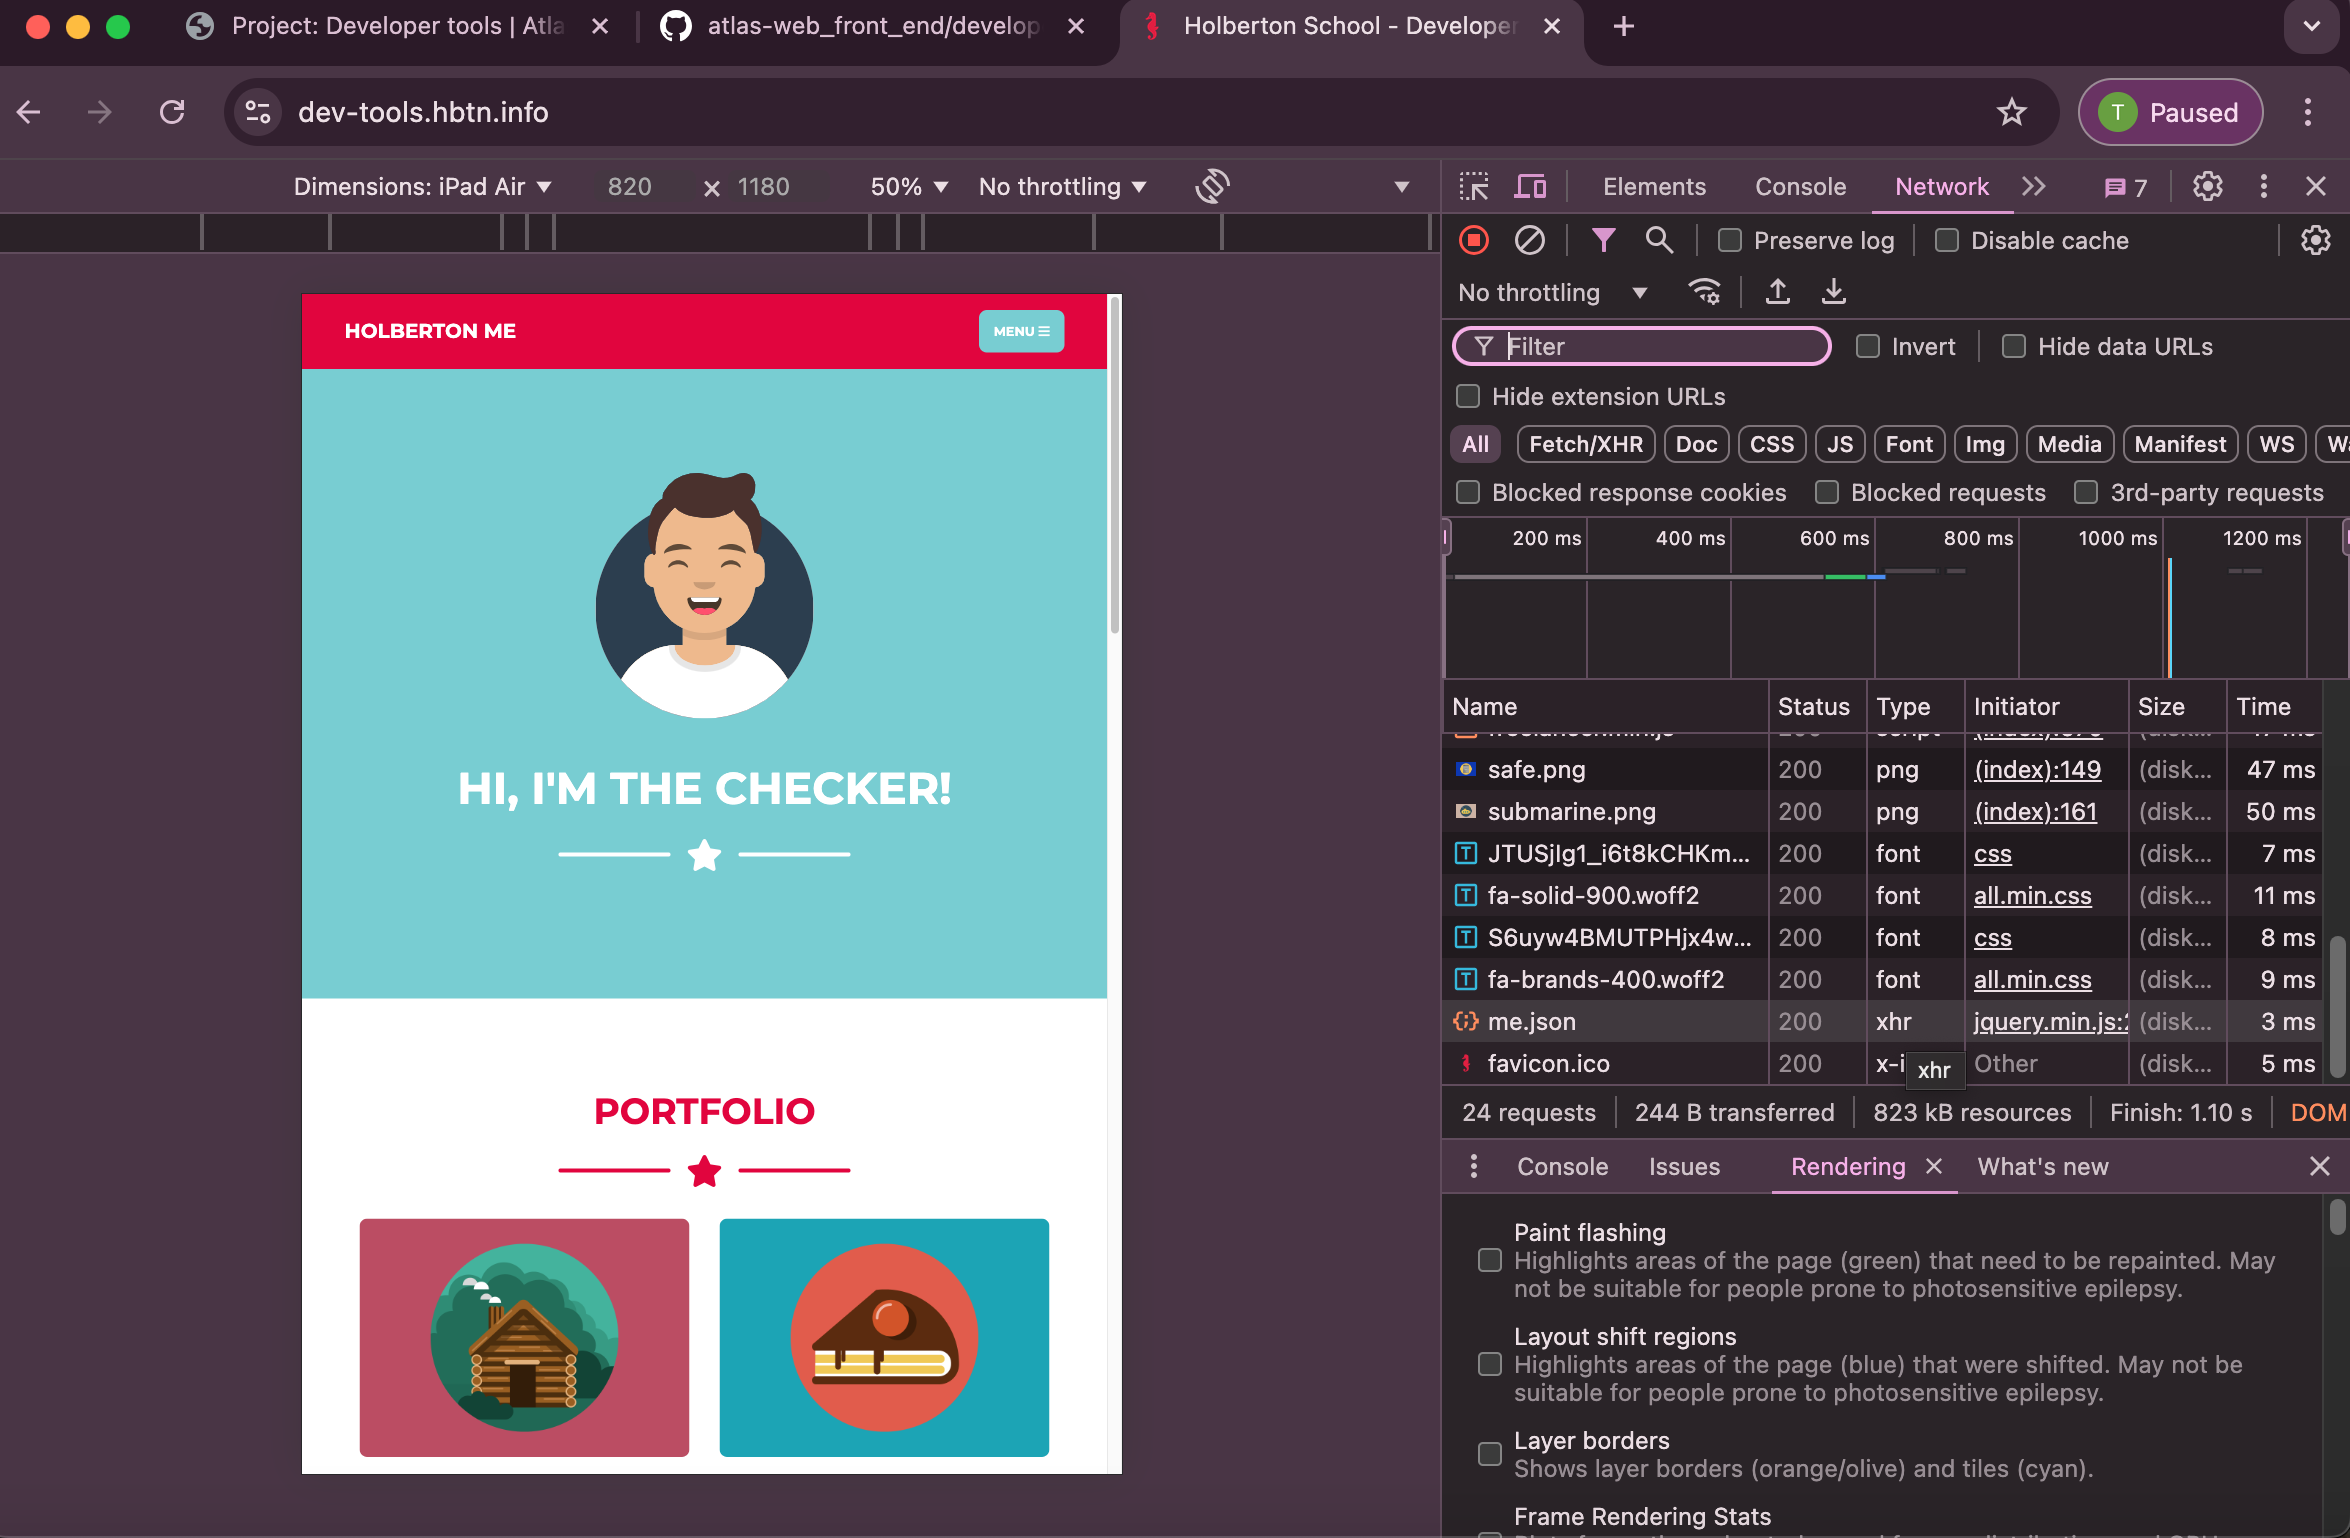 Project: Developer tools | Atla
atlas-web_front_end/develop
Holberton School - Developer
dev-tools.hbtn.info
T Paused
Dimensions: iPad Air 820 × 1180 50% No throttling
Elements Console Network 7
Preserve log Disable cache
No throttling
Filter Invert Hide data URLs
Hide extension URLs
All Fetch/XHR Doc CSS JS Font Img Media Manifest WS
Blocked response cookies Blocked requests 3rd-party requests
200 ms 400 ms 600 ms 800 ms 1000 ms 1200 ms
Name Status Type Initiator Size Time
safe.png 200 png (index):149 (disk... 47 ms
submarine.png 200 png (index):161 (disk... 50 ms
JTUSjIg1_i6t8kCHKm... 200 font css (disk... 7 ms
fa-solid-900.woff2 200 font all.min.css (disk... 11 ms
S6uyw4BMUTPHjx4w... 200 font css (disk... 8 ms
fa-brands-400.woff2 200 font all.min.css (disk... 9 ms
me.json 200 xhr jquery.min.js: (disk... 3 ms
favicon.ico 200 x-i Other (disk... 5 ms
xhr
24 requests 244 B transferred 823 kB resources Finish: 1.10 s DOM
Console Issues Rendering What's new
Paint flashing
Highlights areas of the page (green) that need to be repainted. May
not be suitable for people prone to photosensitive epilepsy.
Layout shift regions
Highlights areas of the page (blue) that were shifted. May not be
suitable for people prone to photosensitive epilepsy.
Layer borders
Shows layer borders (orange/olive) and tiles (cyan).
Frame Rendering Stats
HOLBERTON ME
MENU
HI, I'M THE CHECKER!
PORTFOLIO